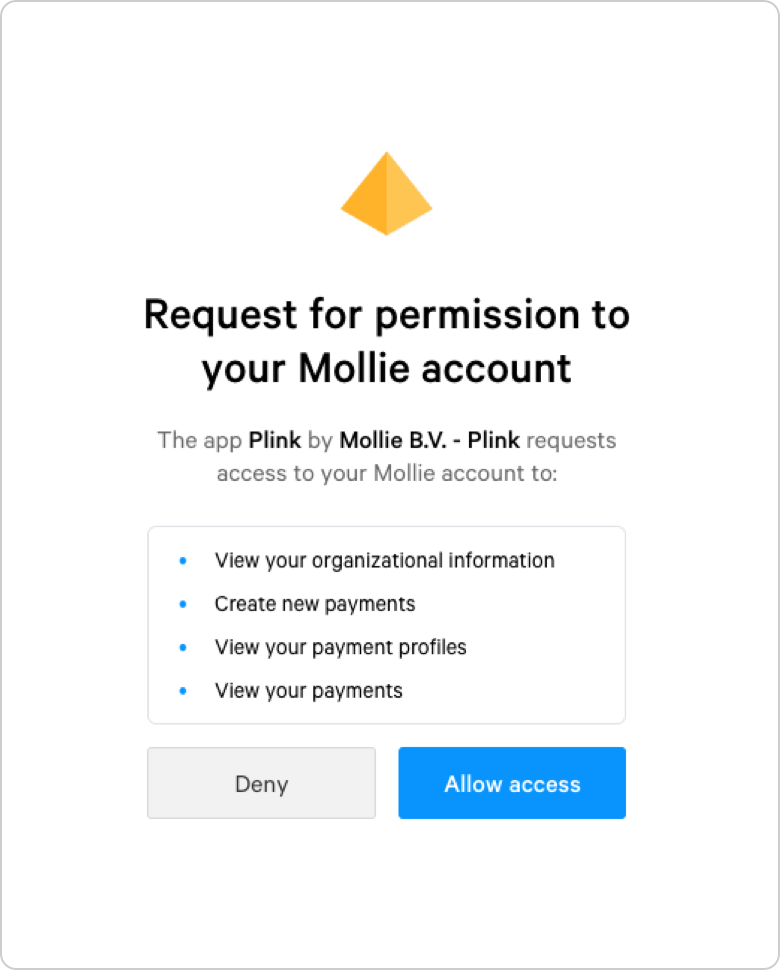 Request for permission to
your Mollie account
The app Plink by Mollie B.V. - Plink requests
access to your Mollie account to:
View your organizational information
Create new payments
View your payment profiles
View your payments
Deny
Allow access